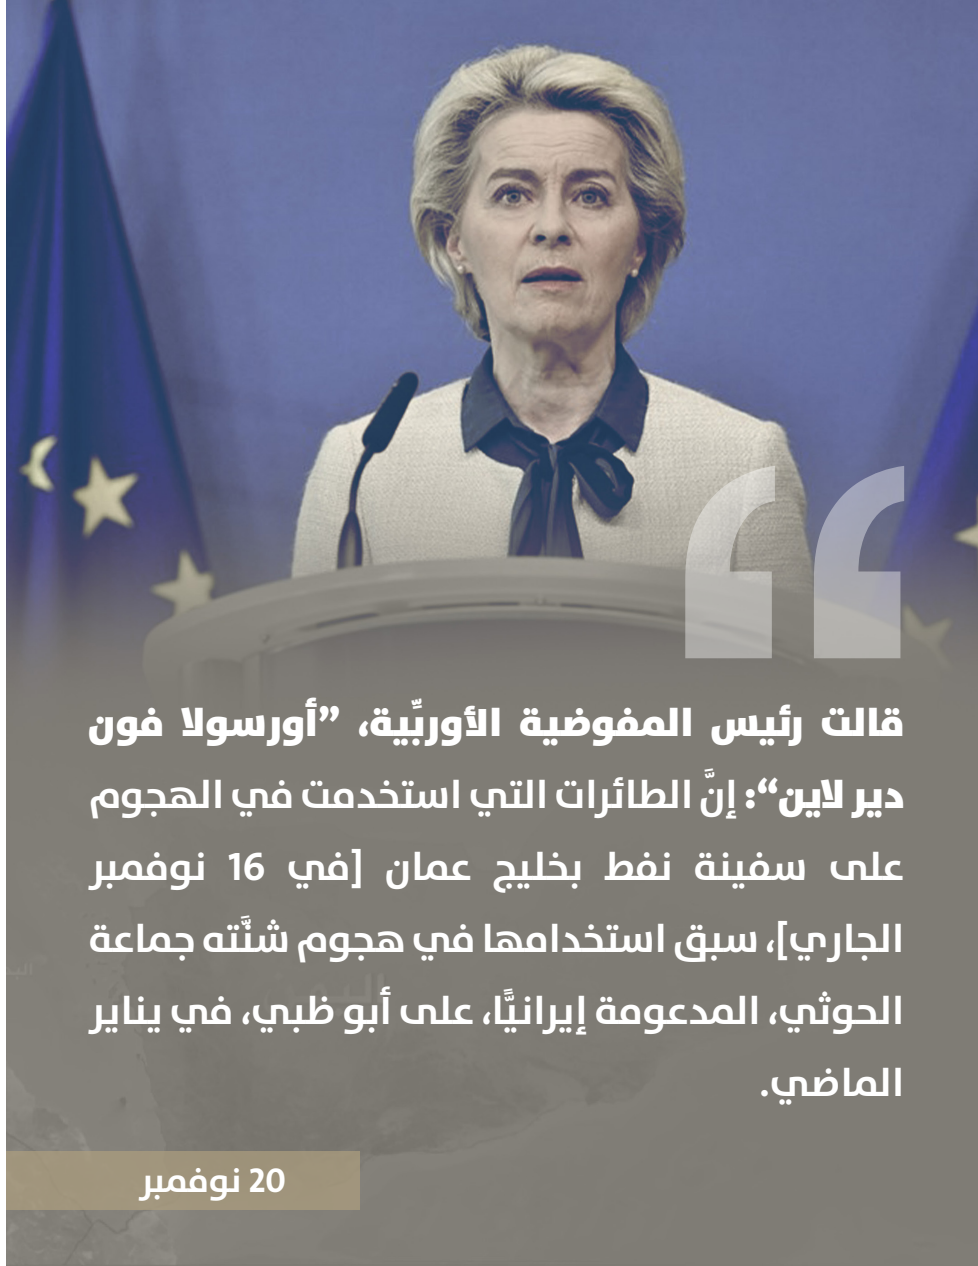 قالت رئيس المفوضية الأوربِّية، ”أورسولا فون
دير لاين“: إنَّ الطائرات التي استخدمت في الهجوم
على سفينة نفط بخليج عمان [في 16 نوفمبر
الجاري]، سبق استخدامها في هجوم شنَّته جماعة
الحوثي، المدعومة إيرانيًّا، على أبو ظبي، في يناير
الماضي.
20 نوفمبر